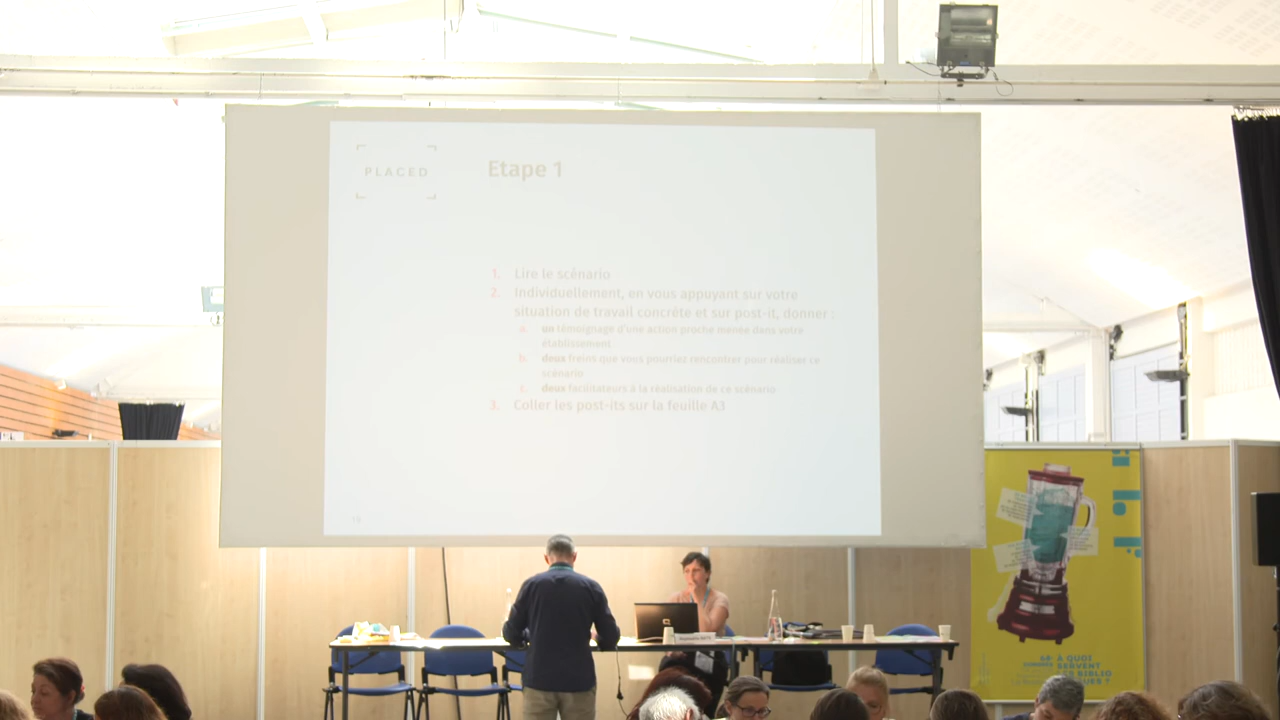 PLACED
Etape 1
1. Lire le scénario
2. Individuellement, en vous appuyant sur votre
situation de travail concrète et sur post-it, donner :
a. un témoignage d'une action proche menée dans votre
établissement
b. deux freins que vous pourriez rencontrer pour réaliser ce
scénario
c. deux facilitateurs à la réalisation de ce scénario
3. Coller les post-its sur la feuille A3
À QUOI
SERVENT